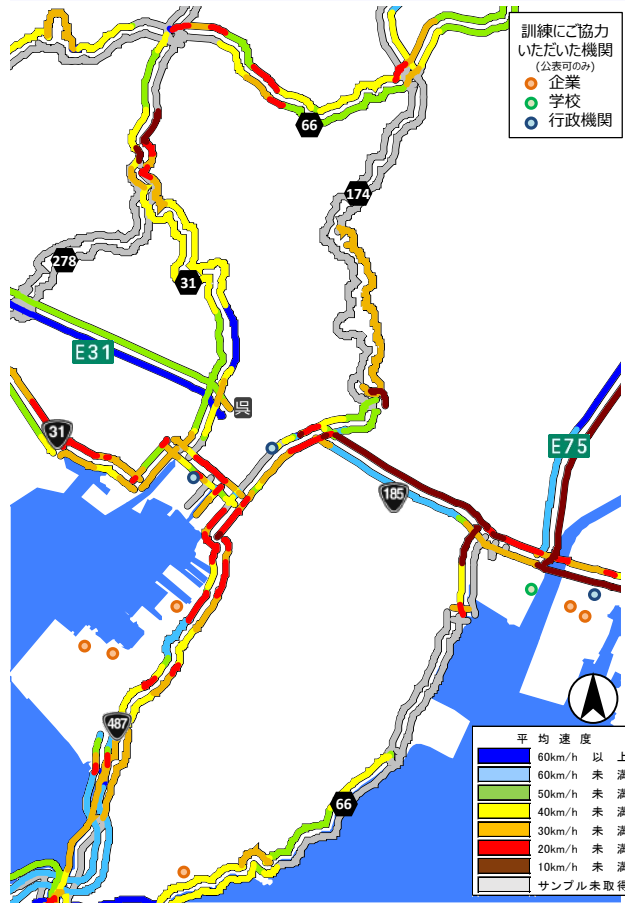 訓練にご協力
いただいた機関
(公表可のみ)
企業
学校
行政機関
66
174
278
31
E31
呉
31
E75
185
487
66
平均速度
60km/h 以上
60km/h 未満
50km/h 未満
40km/h 未満
30km/h 未満
20km/h 未満
10km/h 未満
サンプル未取得